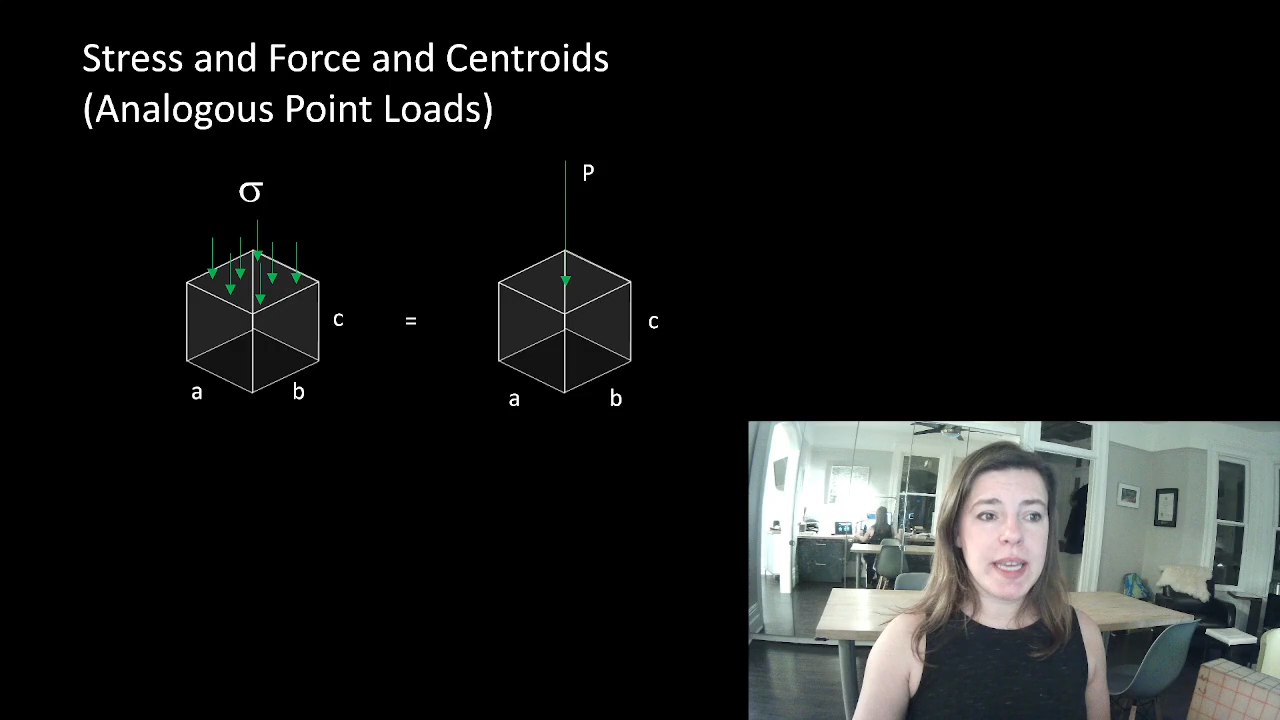 Stress and Force and Centroids
(Analogous Point Loads)
σ
P
c
=
c
a
b
a
b